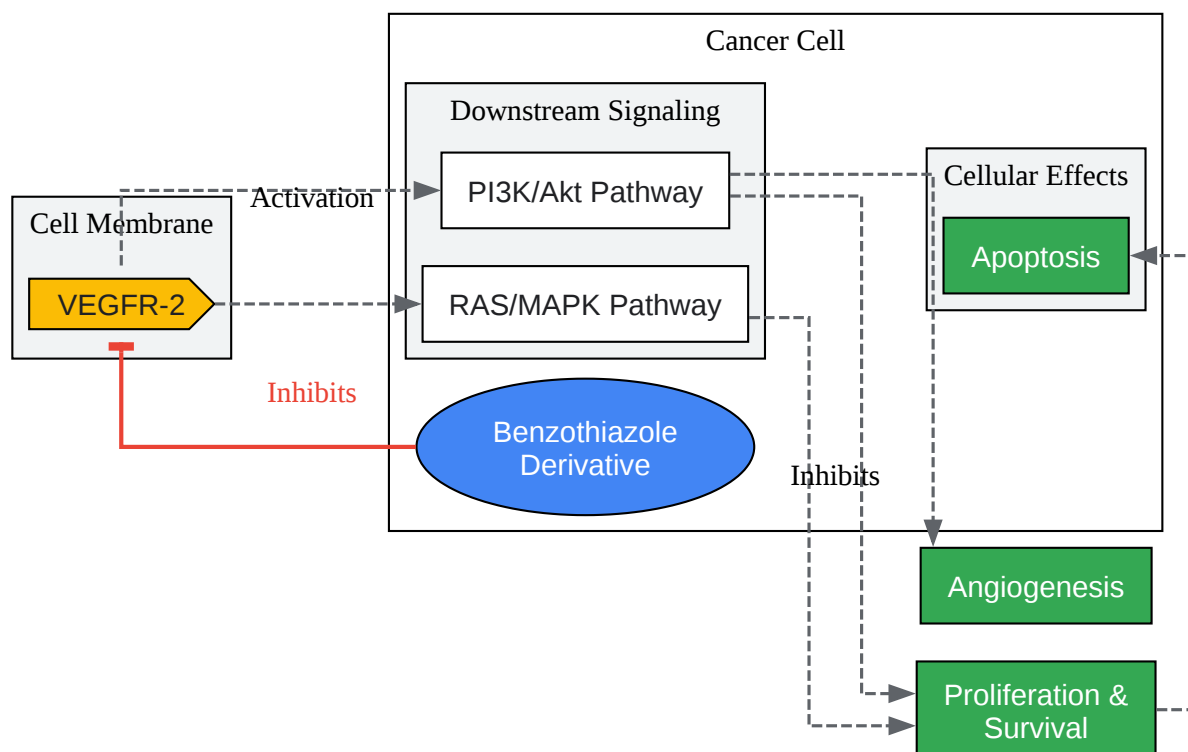 Cancer Cell
Downstream Signaling
PI3K/Akt Pathway
Cellular Effects
Activation
Cell Membrane
Apoptosis
VEGFR-2
RAS/MAPK Pathway
Inhibits
Benzothiazole
Derivative
Inhibits
Angiogenesis
Proliferation &
Survival